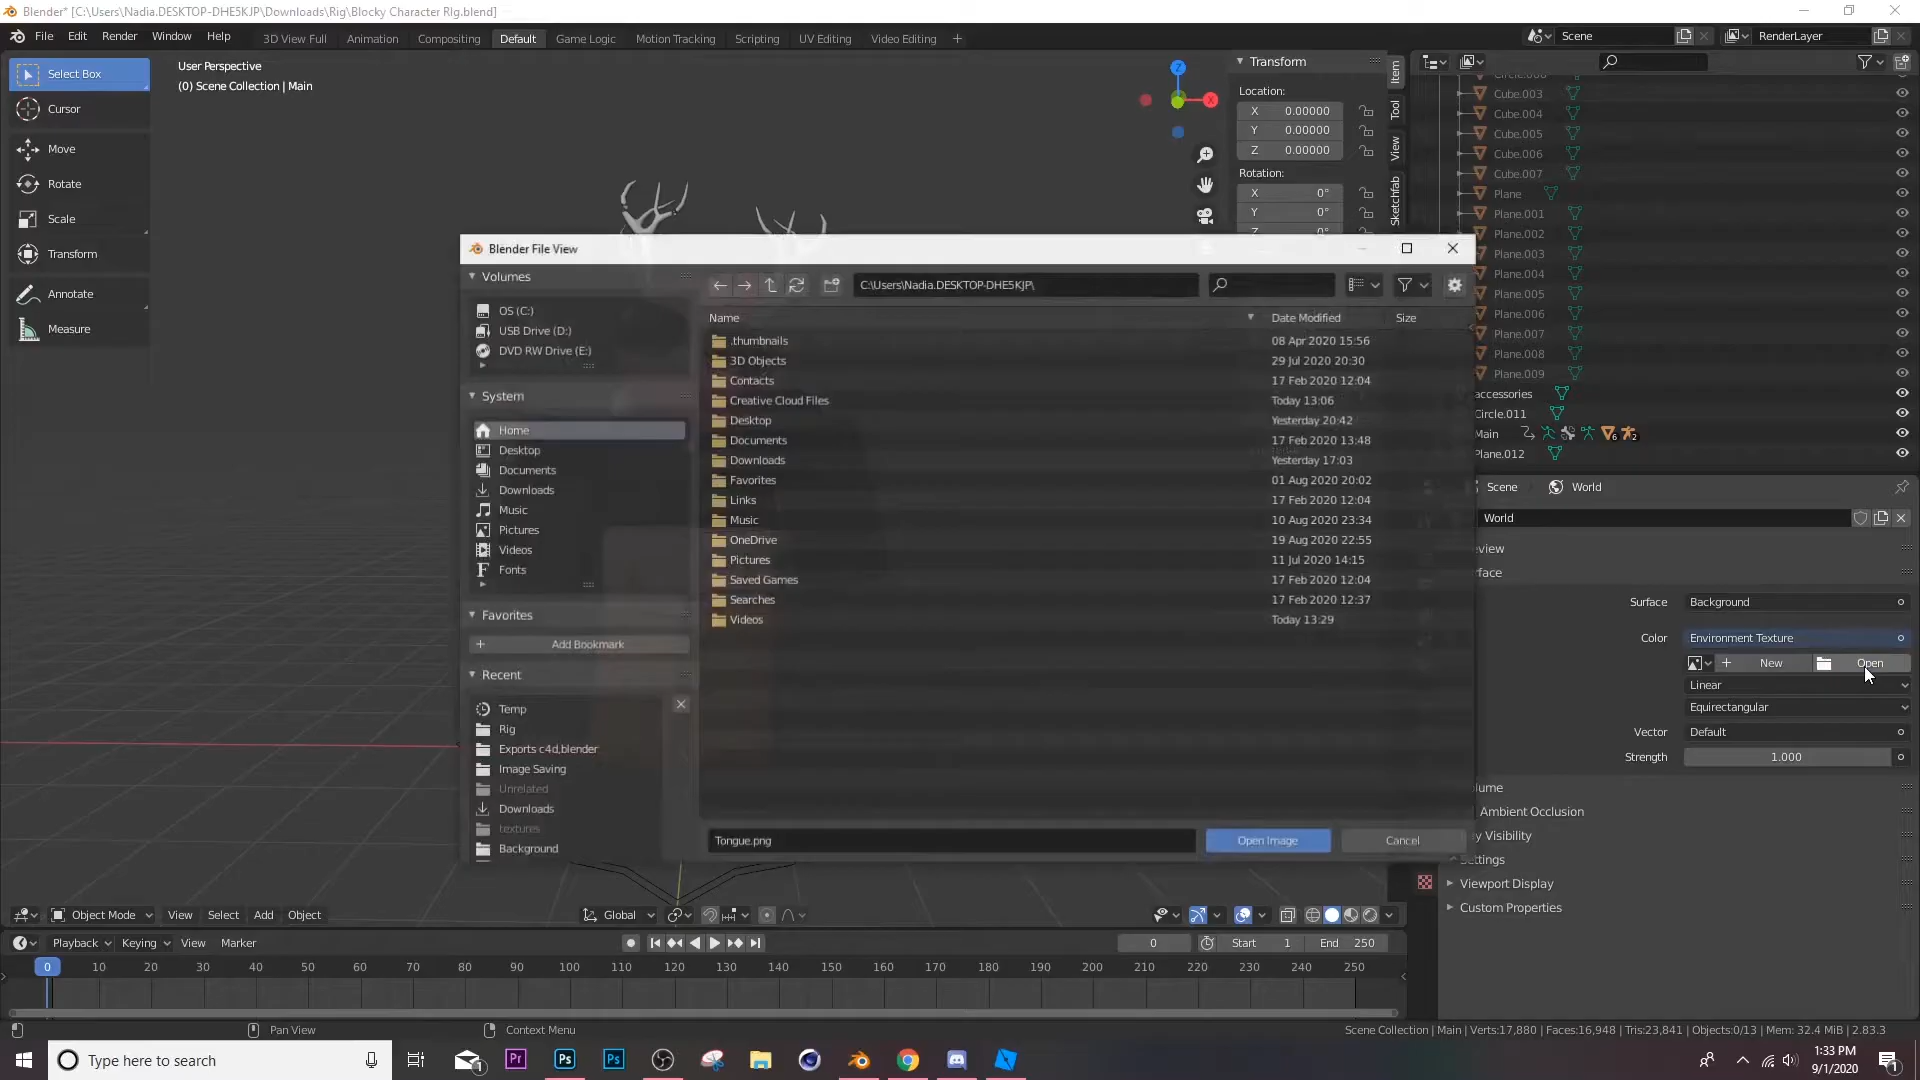 Blender* [C:\Users\Nadia.DESKTOP-DHE5KJP\Downloads\Rig\Blocky Character RIg.blend]
File Edit Render Window Help
3D View Full Animation Compositing Default Game Logic Motion Tracking Scripting UV Editing Video Editing +
Scene
RenderLayer
Select Box
Cursor
Move
Rotate
Scale
Transform
Annotate
Measure
User Perspective
(0) Scene Collection | Main
Z
X
Transform
Location:
X 0.00000
Y 0.00000
Z 0.00000
Rotation:
X 0°
Y 0°
Item
Tool
View
Sketchfab
Cube.003
Cube.004
Cube.005
Cube.006
Cube.007
Plane
Plane.001
Plane.002
Plane.003
Plane.004
Plane.005
Plane.006
Plane.007
Plane.008
Plane.009
accessories
Circle.011
Main 6 2
Plane.012
Blender File View
Volumes
OS (C:)
USB Drive (D:)
DVD RW Drive (E:)
System
Home
Desktop
Documents
Downloads
Music
Pictures
Videos
Fonts
Favorites
Add Bookmark
Recent
Temp
Rig
Exports c4d,blender
Image Saving
Unrelated
Downloads
textures
Background
C:\Users\Nadia.DESKTOP-DHE5KJP\
Name Date Modified Size
.thumbnails 08 Apr 2020 15:56
3D Objects 29 Jul 2020 20:30
Contacts 17 Feb 2020 12:04
Creative Cloud Files Today 13:06
Desktop Yesterday 20:42
Documents 17 Feb 2020 13:48
Downloads Yesterday 17:03
Favorites 01 Aug 2020 20:02
Links 17 Feb 2020 12:04
Music 10 Aug 2020 23:34
OneDrive 19 Aug 2020 22:55
Pictures 11 Jul 2020 14:15
Saved Games 17 Feb 2020 12:04
Searches 17 Feb 2020 12:37
Videos Today 13:29
Tongue.png
Open Image
Cancel
Scene World
World
Surface Background
Color Environment Texture
New Open
Linear
Equirectangular
Vector Default
Strength 1.000
Ambient Occlusion
Visibility
Settings
Viewport Display
Custom Properties
Object Mode View Select Add Object
Global
Playback Keying View Marker
0 Start 1 End 250
0 10 20 30 40 50 60 70 80 90 100 110 120 130 140 150 160 170 180 190 200 210 220 230 240 250
Pan View Context Menu
Scene Collection | Main | Verts:17,880 | Faces:16,948 | Tris:23,841 | Objects:0/13 | Mem: 32.4 MiB | 2.83.3
Type here to search
1:33 PM
9/1/2020